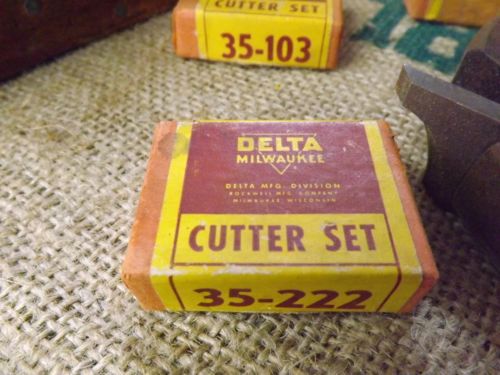 CUTTER SET
35-103
DELTA
MILWAUKEE
DELTA MFG. DIVISION
ROCKWELL MFG. COMPANY
MILWAUKEE, WISCONSIN
CUTTER SET
35-222